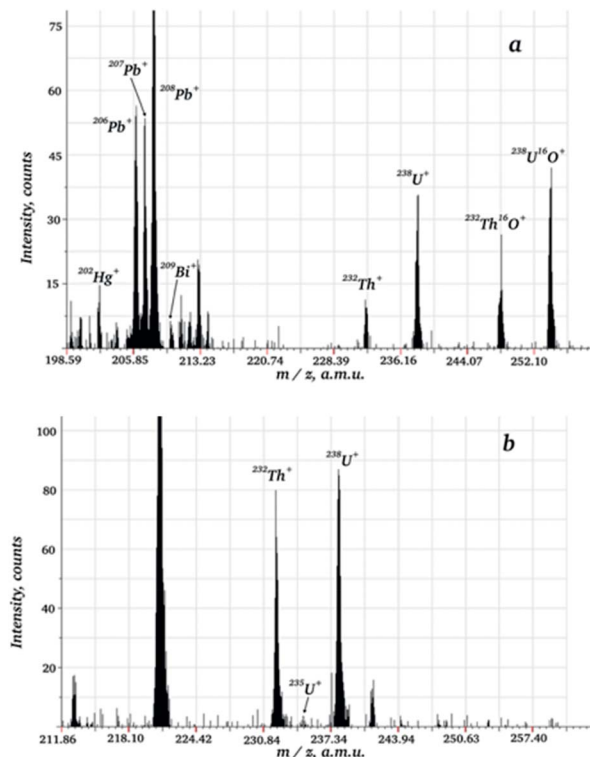 75
a
207Pb+
208Pb+
60
206Pb+
45
238U16O+
238U+
232Th16O+
30
202Hg+
209Bi+
232Th+
15
198.59 205.85 213.23 220.74 228.39 236.16 244.07 252.10
m / z, a.m.u.
Intensity, counts
b
100
238U+
232Th+
80
60
40
20
235U+
211.86 218.10 224.42 230.84 237.34 243.94 250.63 257.40
m / z, a.m.u.
Intensity, counts